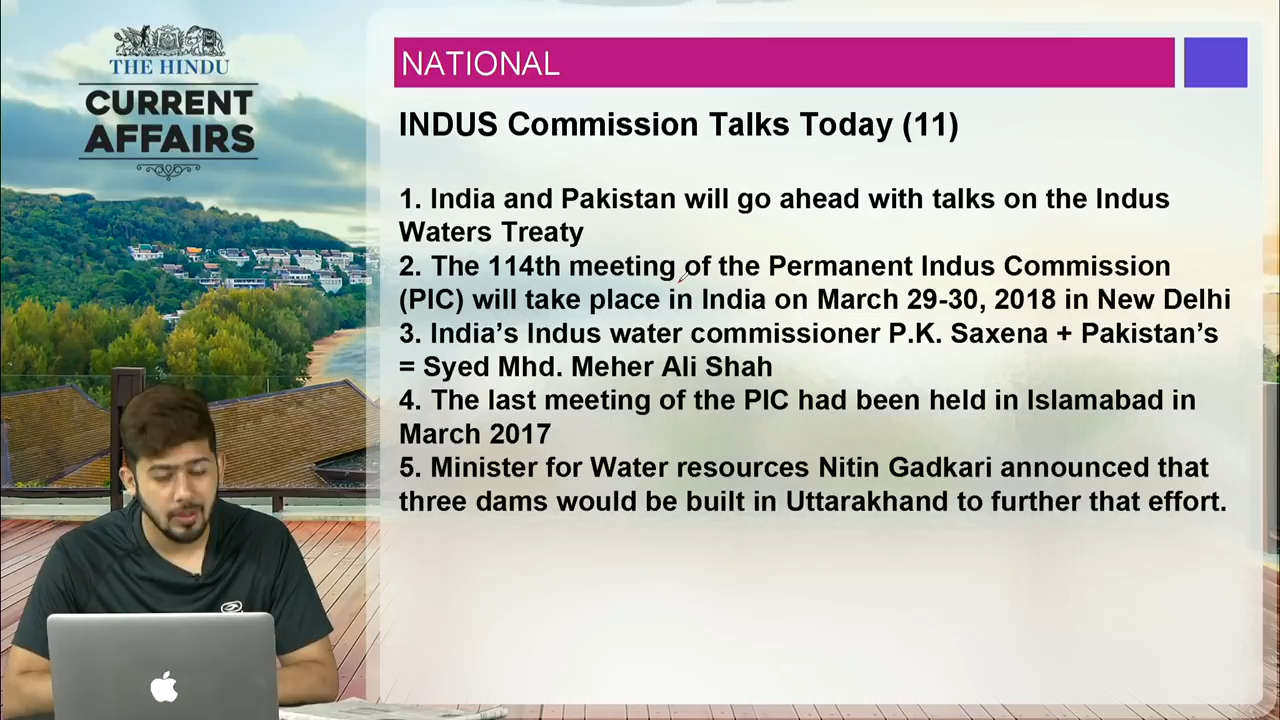 THE HINDU
CURRENT
AFFAIRS
NATIONAL
INDUS Commission Talks Today (11)
1. India and Pakistan will go ahead with talks on the Indus
Waters Treaty
2. The 114th meeting of the Permanent Indus Commission
(PIC) will take place in India on March 29-30, 2018 in New Delhi
3. India’s Indus water commissioner P.K. Saxena + Pakistan’s
= Syed Mhd. Meher Ali Shah
4. The last meeting of the PIC had been held in Islamabad in
March 2017
5. Minister for Water resources Nitin Gadkari announced that
three dams would be built in Uttarakhand to further that effort.